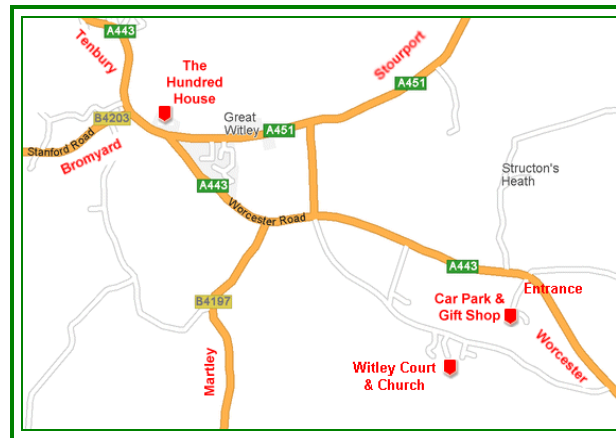 A443
Tenbury
The
Hundred
House
Stourport
A451
B4203
Great
Witley
A451
Stanford Road
Bromyard
Structon's
Heath
A443
Worcester Road
A443
Entrance
Car Park &
Gift Shop
B4197
Worcester
Martley
Witley Court
& Church